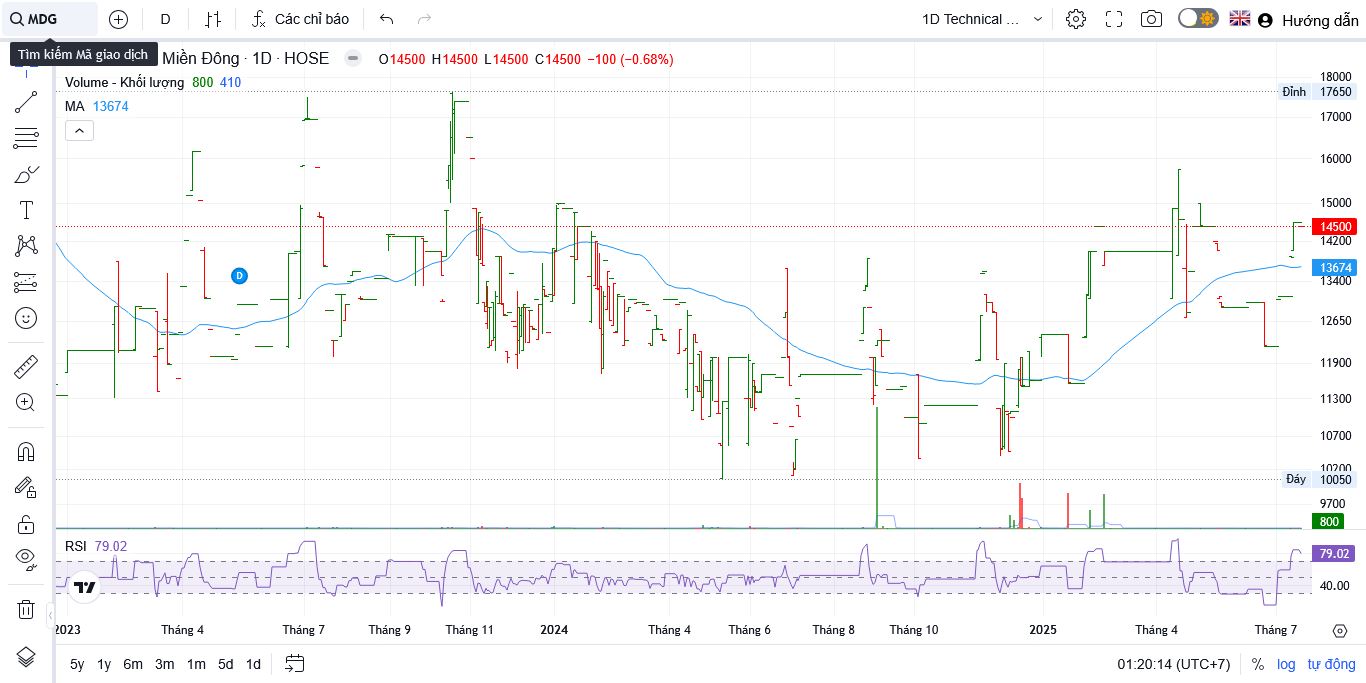 MDG
D
Các chỉ báo
1D Technical ...
Hướng dẫn
Tìm kiếm Mã giao dịch
Miền Đông · 1D · HOSE
O14500 H14500 L14500 C14500 −100 (−0.68%)
Volume - Khối lượng 800 410
MA 13674
D
18000
Đỉnh 17650
17000
16000
15000
14500
14200
13674
13400
12650
11900
11300
10700
10200
Đáy 10050
9700
800
RSI 79.02
79.02
40.00
2023 Tháng 4 Tháng 7 Tháng 9 Tháng 11 2024 Tháng 4 Tháng 6 Tháng 8 Tháng 10 2025 Tháng 4 Tháng 7
5y 1y 6m 3m 1m 5d 1d
01:20:14 (UTC+7) % log tự động